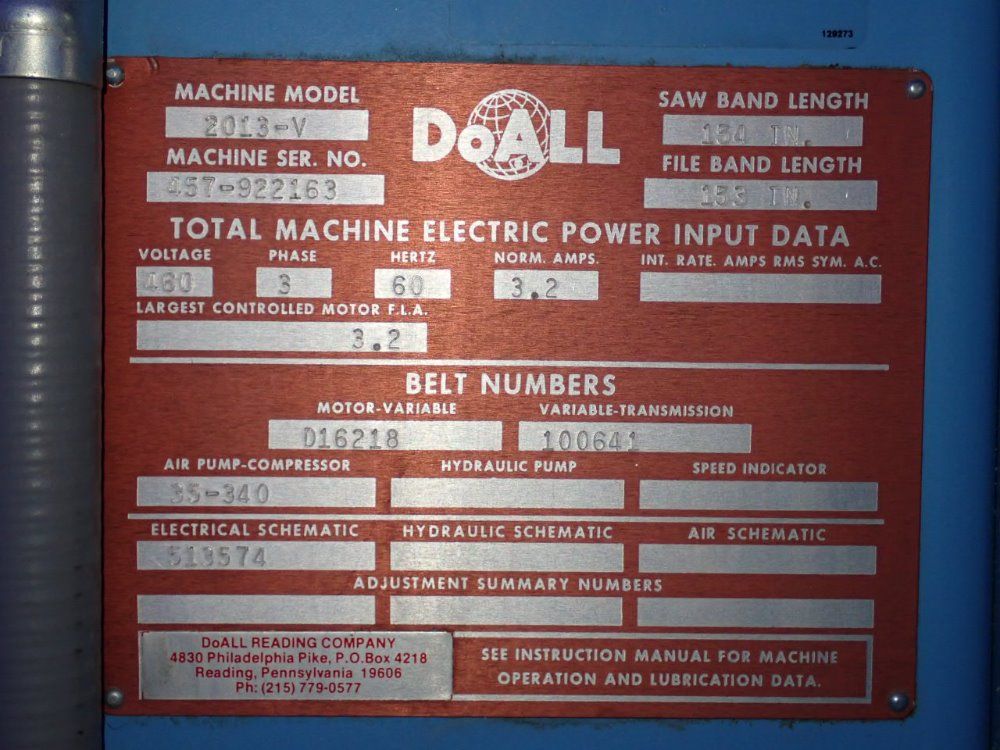 129273
MACHINE MODEL
2013-V
MACHINE SER. NO.
457-922163
DoALL
SAW BAND LENGTH
154 IN.
FILE BAND LENGTH
153 IN.
TOTAL MACHINE ELECTRIC POWER INPUT DATA
VOLTAGE PHASE HERTZ NORM. AMPS. INT. RATE. AMPS RMS SYM. A.C.
460 3 60 3.2
LARGEST CONTROLLED MOTOR F.L.A.
3.2
BELT NUMBERS
MOTOR-VARIABLE VARIABLE-TRANSMISSION
D16218 100641
AIR PUMP-COMPRESSOR HYDRAULIC PUMP SPEED INDICATOR
35-340
ELECTRICAL SCHEMATIC HYDRAULIC SCHEMATIC AIR SCHEMATIC
513574
ADJUSTMENT SUMMARY NUMBERS
DoALL READING COMPANY
4830 Philadelphia Pike, P.O.Box 4218
Reading, Pennsylvania 19606
Ph: (215) 779-0577
SEE INSTRUCTION MANUAL FOR MACHINE
OPERATION AND LUBRICATION DATA.